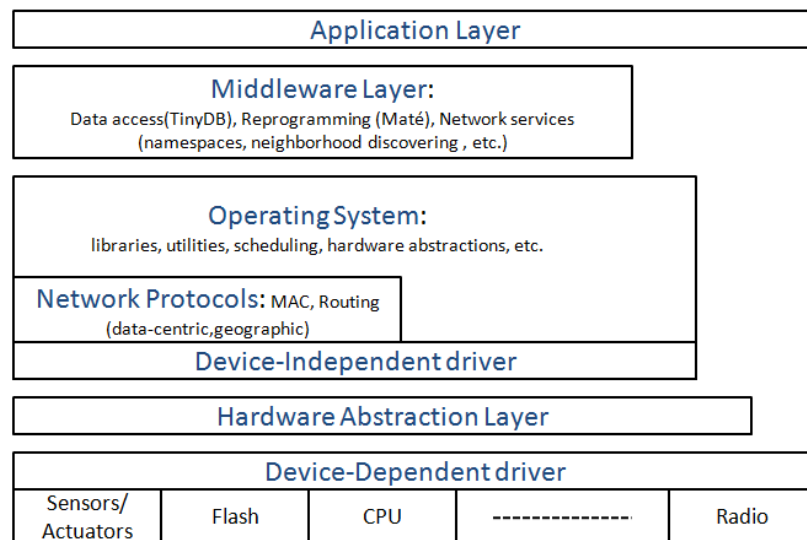 Application Layer
Middleware Layer:
Data access(TinyDB), Reprogramming (Maté), Network services
(namespaces, neighborhood discovering , etc.)
Operating System:
libraries, utilities, scheduling, hardware abstractions, etc.
Network Protocols: MAC, Routing
(data-centric,geographic)
Device-Independent driver
Hardware Abstraction Layer
Device-Dependent driver
Sensors/
Actuators
Flash
CPU
Radio